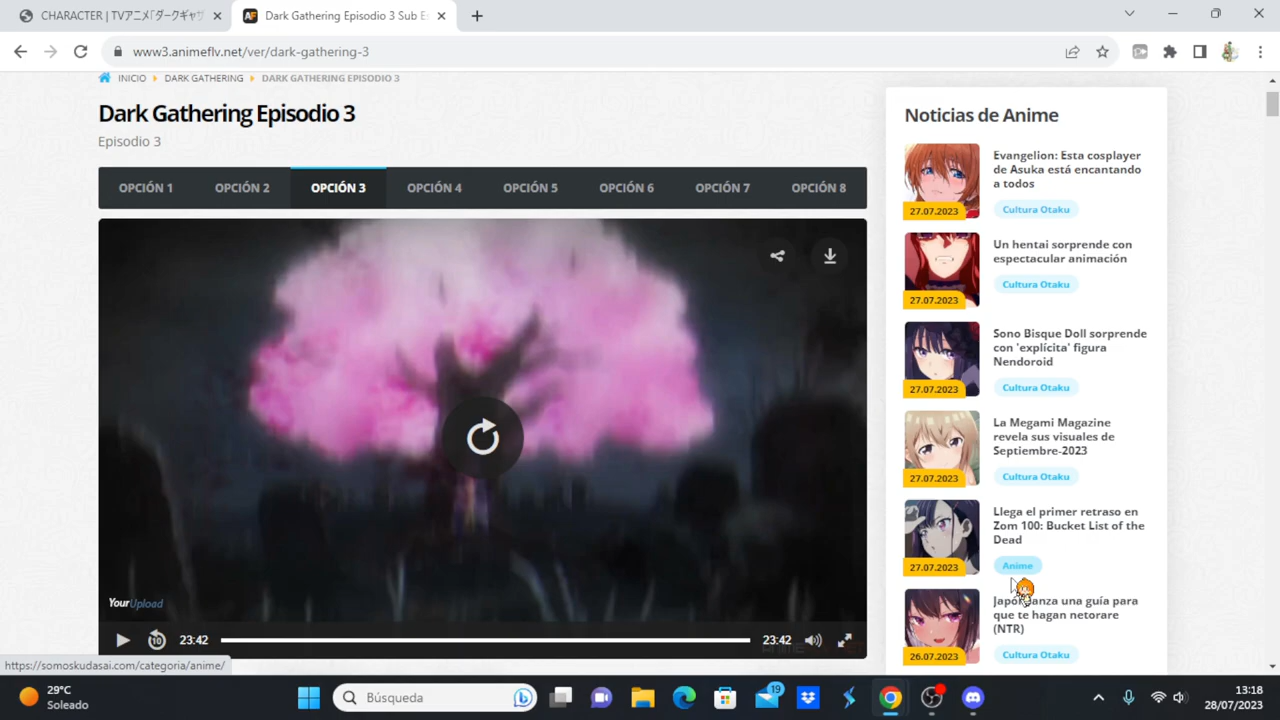 CHARACTER | TVアニメ「ダークギャザ
Dark Gathering Episodio 3 Sub Es
www3.animeflv.net/ver/dark-gathering-3
INICIO
DARK GATHERING
DARK GATHERING EPISODIO 3
Dark Gathering Episodio 3
Episodio 3
OPCIÓN 1
OPCIÓN 2
OPCIÓN 3
OPCIÓN 4
OPCIÓN 5
OPCIÓN 6
OPCIÓN 7
OPCIÓN 8
YourUpload
10
23:42
23:42
Noticias de Anime
27.07.2023
Evangelion: Esta cosplayer
de Asuka está encantando
a todos
Cultura Otaku
27.07.2023
Un hentai sorprende con
espectacular animación
Cultura Otaku
27.07.2023
Sono Bisque Doll sorprende
con 'explícita' figura
Nendoroid
Cultura Otaku
27.07.2023
La Megami Magazine
revela sus visuales de
Septiembre-2023
Cultura Otaku
27.07.2023
Llega el primer retraso en
Zom 100: Bucket List of the
Dead
Anime
26.07.2023
una guía para
que te hagan netorare
(NTR)
Cultura Otaku
https://somoskudasai.com/categoria/anime/
29°C
Soleado
Búsqueda
19
13:18
28/07/2023